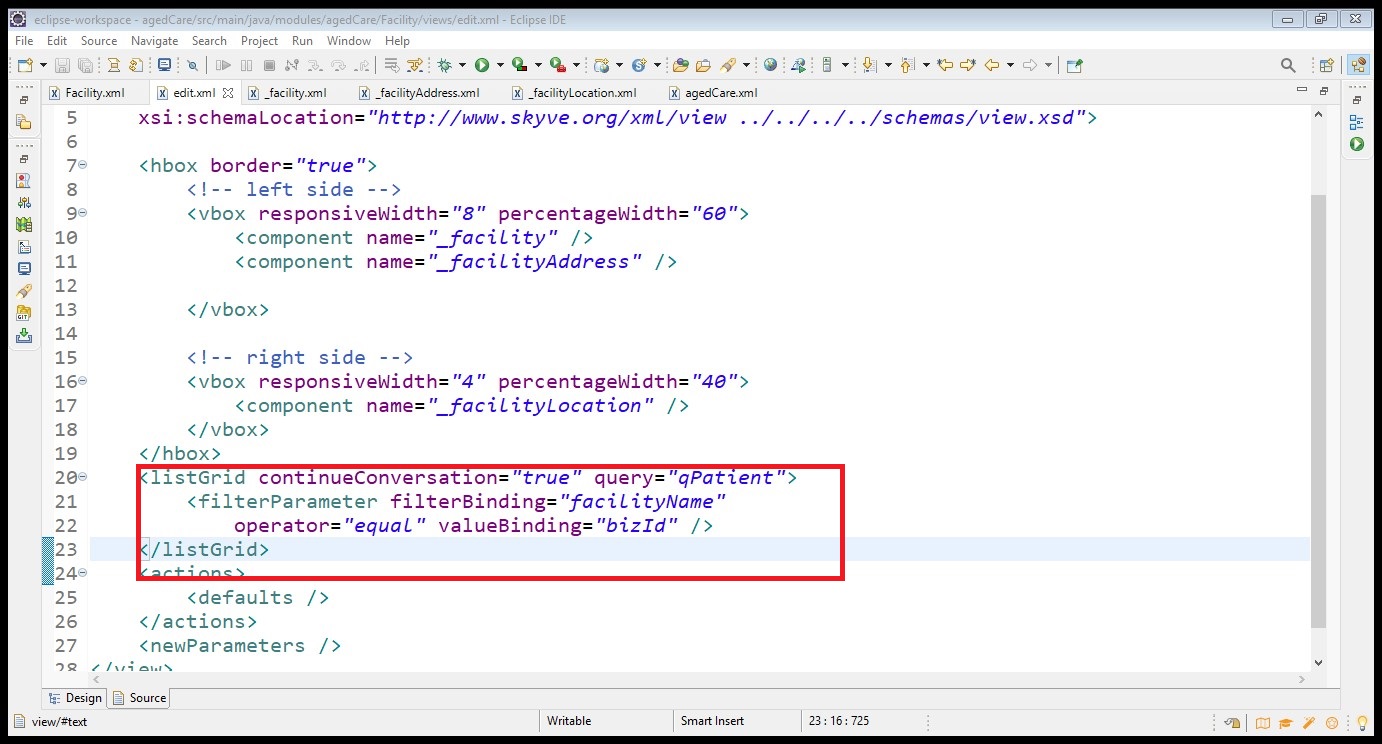 eclipse-workspace - agedCare/src/main/java/modules/agedCare/Facility/views/edit.xml - Eclipse IDE
File Edit Source Navigate Search Project Run Window Help
Facility.xml edit.xml _facility.xml _facilityAddress.xml _facilityLocation.xml agedCare.xml
5 xsi:schemaLocation="http://www.skyve.org/xml/view ../../../../schemas/view.xsd">
6
7 <hbox border="true">
8 <!-- left side -->
9 <vbox responsiveWidth="8" percentageWidth="60">
10 <component name="_facility" />
11 <component name="_facilityAddress" />
12
13 </vbox>
14
15 <!-- right side -->
16 <vbox responsiveWidth="4" percentageWidth="40">
17 <component name="_facilityLocation" />
18 </vbox>
19 </hbox>
20 <listGrid continueConversation="true" query="qPatient">
21 <filterParameter filterBinding="facilityName"
22 operator="equal" valueBinding="bizId" />
23 </listGrid>
24 <actions>
25 <defaults />
26 </actions>
27 <newParameters />
28 </view>
Design Source
view/#text Writable Smart Insert 23 : 16 : 725